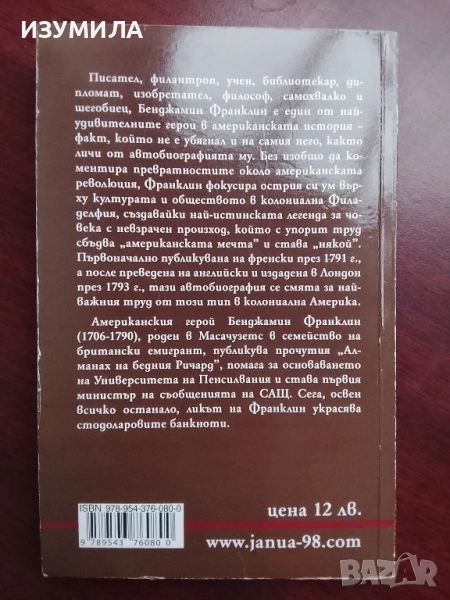 ИЗУМИЛА
Писател, филантроп, учен, библиотекар, ди-
пломат, изобретател, философ, самохвалко и
шегобиец, Бенджамин Франклин е един от най-
удивителните герои в американската история -
факт, който не е убягнал и на самия него, както
личи от автобиографията му. Без изобщо да ко-
ментира превратностите около американската
революция, Франклин фокусира острия си ум вър-
ху културата и обществото в колониална Фила-
делфия, създавайки най-истинската легенда за чо-
века с невзрачен произход, който с упорит труд
сбъдва „американската мечта" и става „някой".
Първоначално публикувана на френски през 1791 г.,
а после преведена на английски и издадена в Лондон
през 1793 г., тази автобиография се смята за най-
важния труд от този тип в колониална Америка.
Американския герой Бенджамин Франклин
(1706-1790), роден в Масачузетс в семейство на
британски емигрант, публикува прочутия „Ал-
манах на бедния Ричард", помага за основаването
на Университета на Пенсилвания и става първия
министър на съобщенията на САЩ. Сега, освен
всичко останало, ликът на Франклин украсява
стодоларовите банкноти.
ISBN 978-954-376-080-0
9 789543 760800
цена 12 лв.
www.janua-98.com
BAZAR